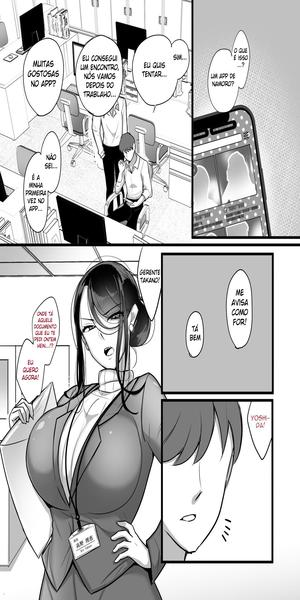 O QUE
É ISSO
...?
UM APP DE
NAMORO?
SIM...
EU QUIS
TENTAR...
EU CONSEGUI UM
ENCONTRO,
NÓS VAMOS
DEPOIS DO
TRABLAHO...
MUITAS
GOSTOSAS
NO APP?
NÃO
SEI...
É A
MINHA
PRIMEIRA
VEZ NO
APP...
ME
AVISA
COMO
FOR!
TÁ
BEM
GERENTE
TAKANO!
YOSHI-
DA!
ONDE TÁ
AQUELE
DOCUMENTO
QUE EU TE
PEDI ONTEM
HEIN...!?
EU
QUERO
AGORA!